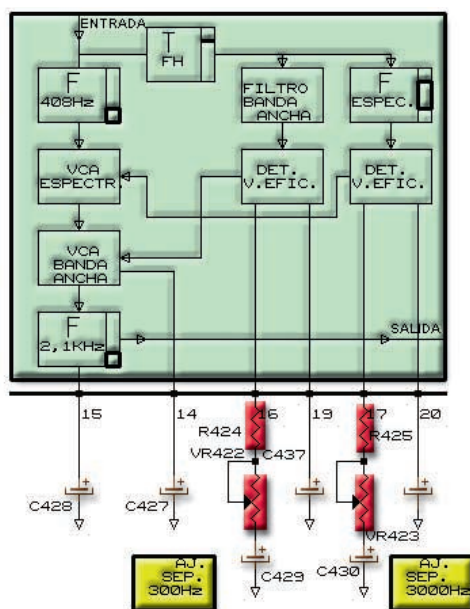 ENTRADA
T
FH
F
408Hz
FILTRO
BANDA
ANCHA
F
ESPEC.
VCA
ESPECTR.
DET.
V.EFIC.
DET.
V.EFIC.
VCA
BANDA
ANCHA
F
2,1KHz
SALIDA
15
14
16
19
17
20
R424
R425
VR422
C437
C428
C427
VR423
C429
C430
AJ.
SEP.
300Hz
AJ.
SEP.
3000Hz